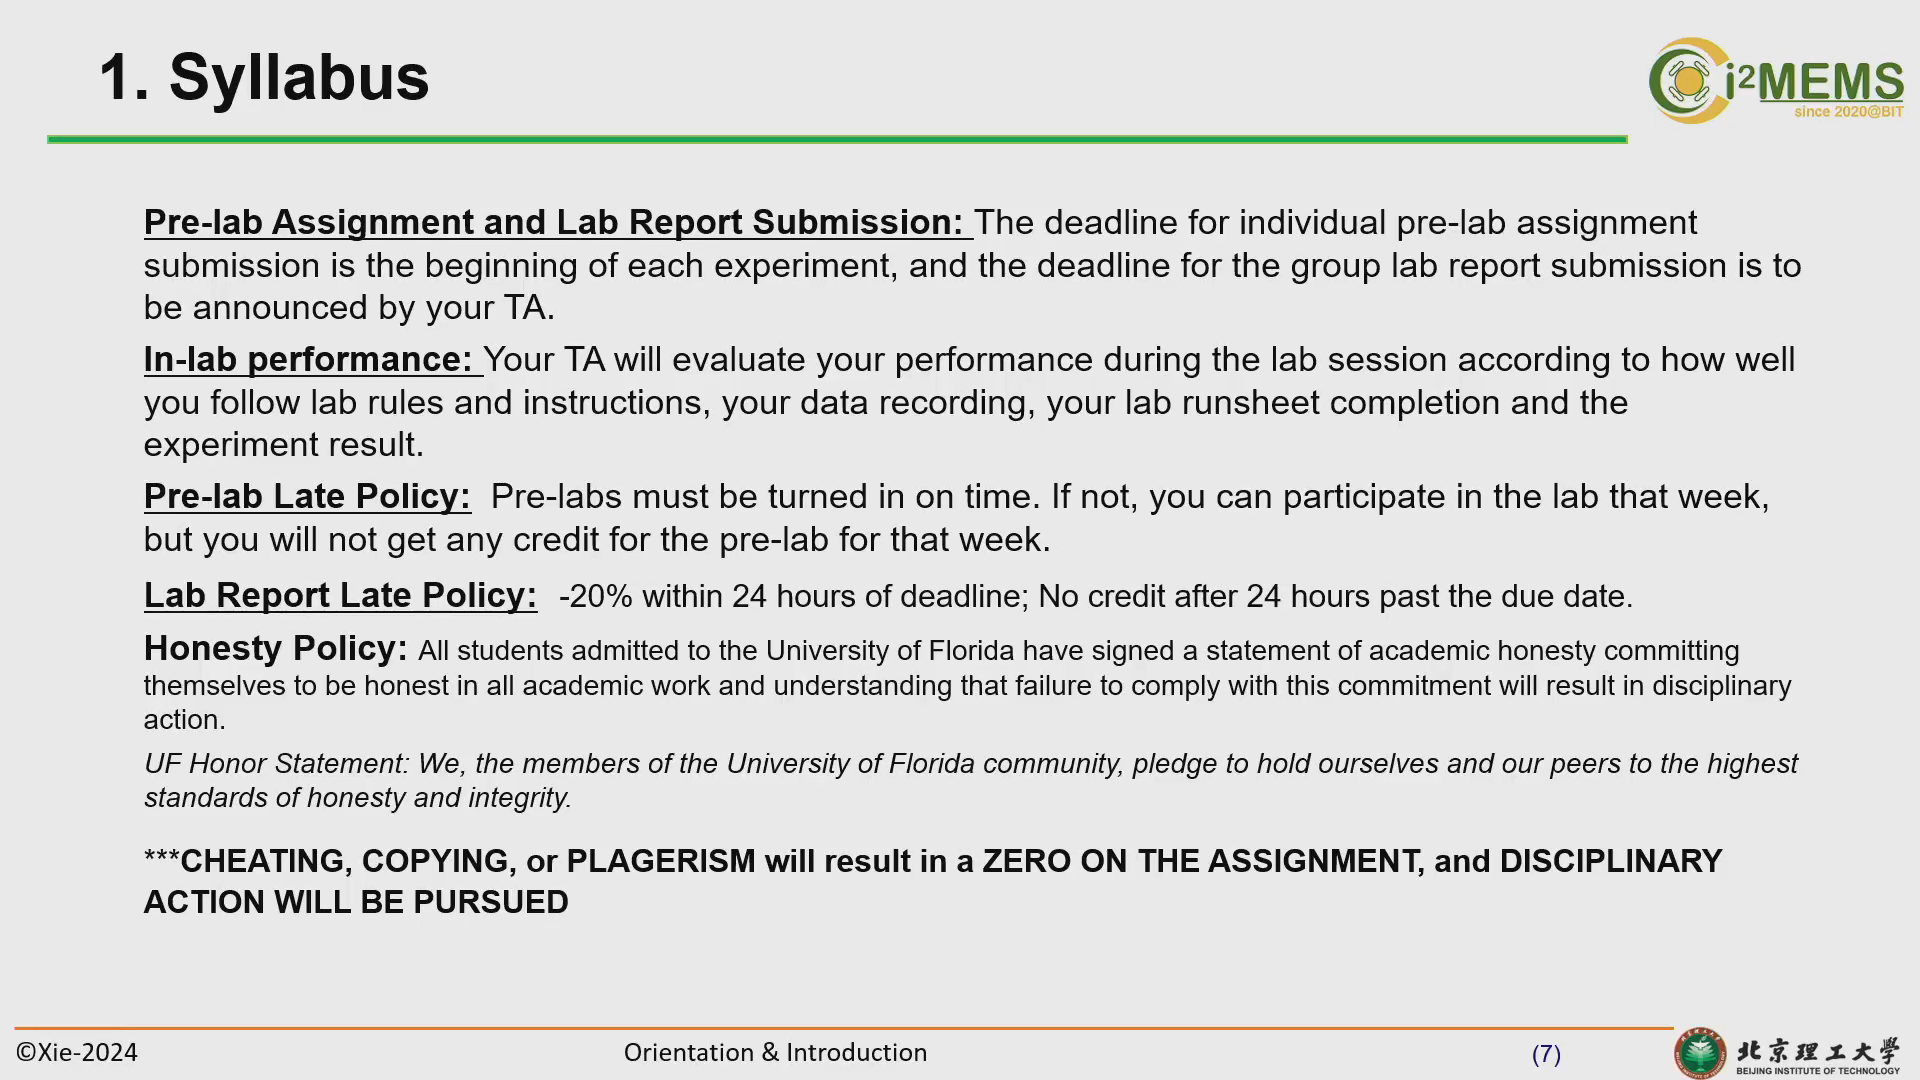 1. Syllabus
i²MEMS
since 2020@BIT
Pre-lab Assignment and Lab Report Submission: The deadline for individual pre-lab assignment
submission is the beginning of each experiment, and the deadline for the group lab report submission is to
be announced by your TA.
In-lab performance: Your TA will evaluate your performance during the lab session according to how well
you follow lab rules and instructions, your data recording, your lab runsheet completion and the
experiment result.
Pre-lab Late Policy: Pre-labs must be turned in on time. If not, you can participate in the lab that week,
but you will not get any credit for the pre-lab for that week.
Lab Report Late Policy: -20% within 24 hours of deadline; No credit after 24 hours past the due date.
Honesty Policy: All students admitted to the University of Florida have signed a statement of academic honesty committing
themselves to be honest in all academic work and understanding that failure to comply with this commitment will result in disciplinary
action.
UF Honor Statement: We, the members of the University of Florida community, pledge to hold ourselves and our peers to the highest
standards of honesty and integrity.
***CHEATING, COPYING, or PLAGERISM will result in a ZERO ON THE ASSIGNMENT, and DISCIPLINARY
ACTION WILL BE PURSUED
©Xie-2024
Orientation & Introduction
(7)
北京理工大学
BEIJING INSTITUTE OF TECHNOLOGY